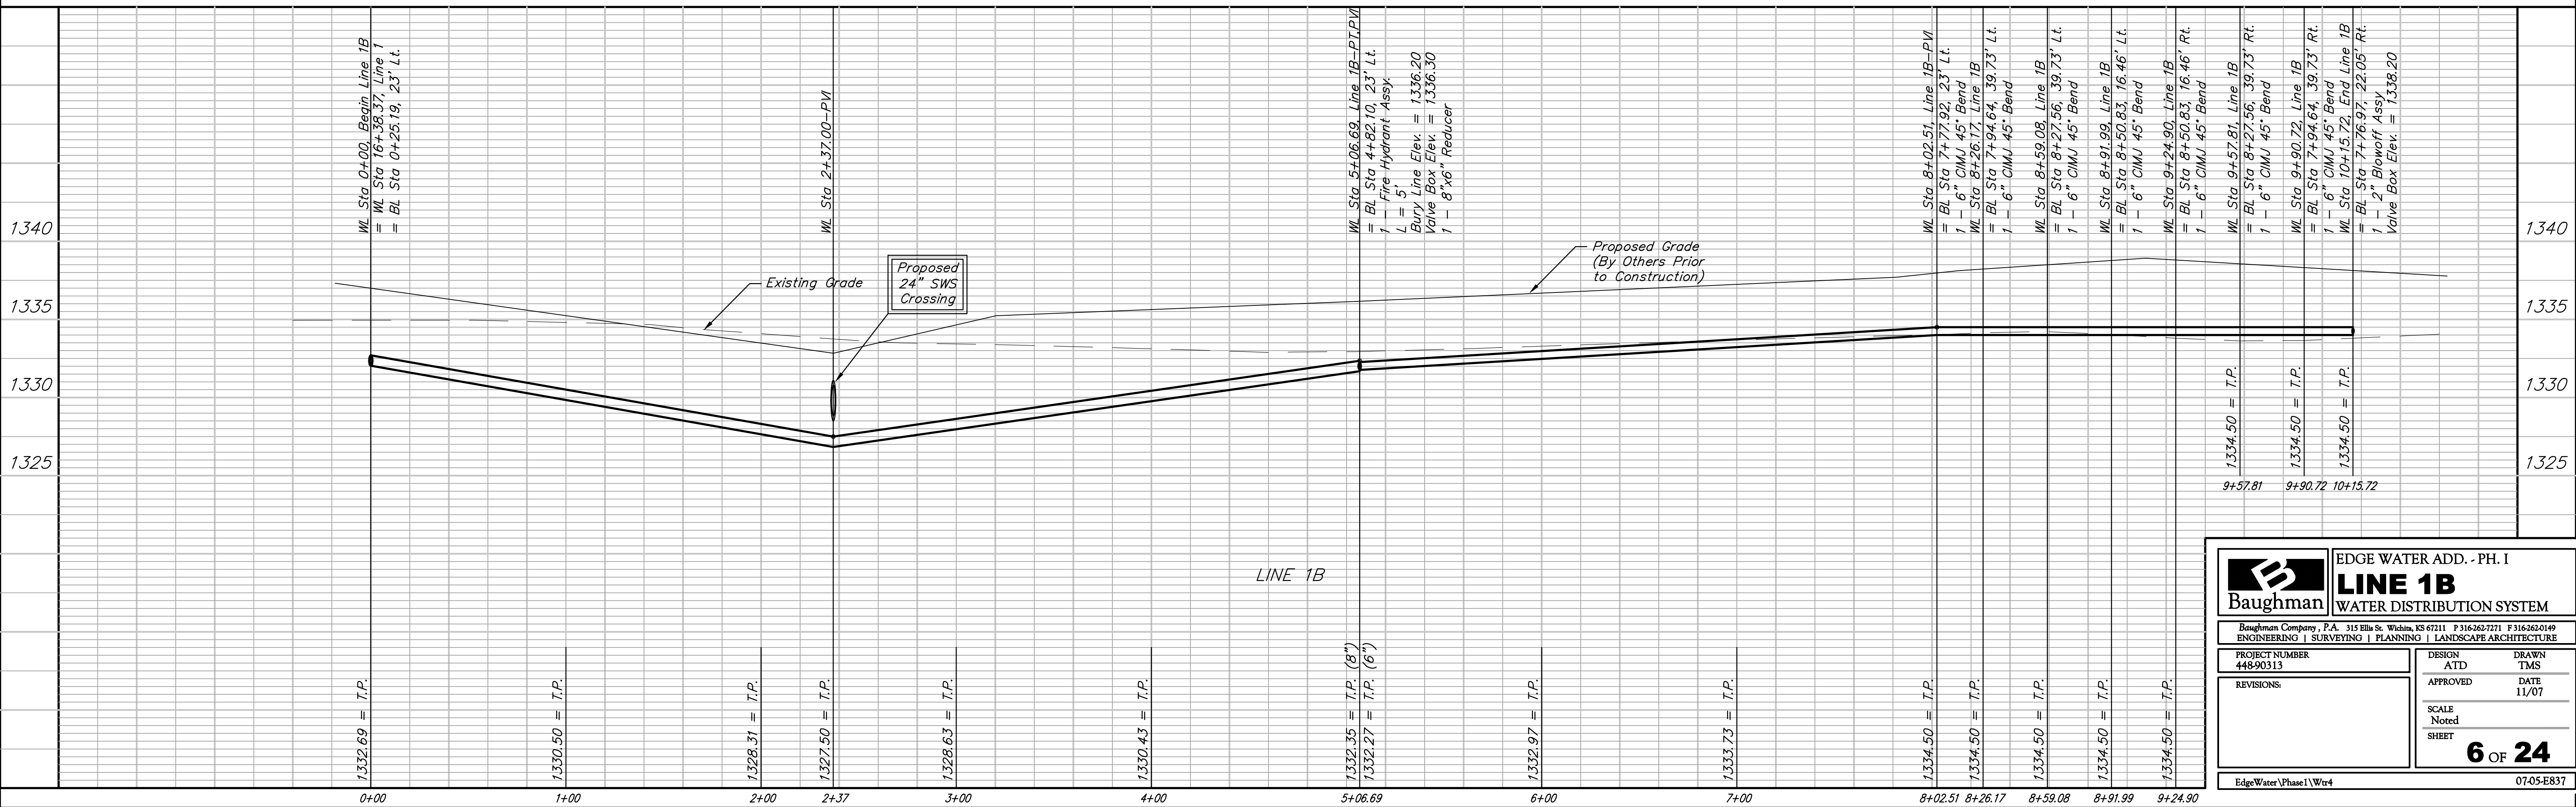 WL Sta 0+00, Begin Line 1B
= WL Sta 16+38.37, Line 1
= BL Sta 0+25.19, 23' Lt.
WL Sta 2+37.00-PVI
WL Sta 5+06.69, Line 1B-PT,PVI
= BL Sta 4+82.10, 23' Lt.
1 - Fire Hydrant Assy.
L = 5'
Bury Line Elev. = 1336.20
Valve Box Elev. = 1336.30
1 - 8"x6" Reducer
WL Sta 8+02.51, Line 1B-PVI
= BL Sta 7+77.92, 23' Lt.
1 - 6" CIMJ 45° Bend
WL Sta 8+26.17, Line 1B
= BL Sta 7+94.64, 39.73' Lt.
1 - 6" CIMJ 45° Bend
WL Sta 8+59.08, Line 1B
= BL Sta 8+27.56, 39.73' Lt.
1 - 6" CIMJ 45° Bend
WL Sta 8+91.99, Line 1B
= BL Sta 8+50.83, 16.46' Lt.
1 - 6" CIMJ 45° Bend
WL Sta 9+24.90, Line 1B
= BL Sta 8+50.83, 16.46' Rt.
1 - 6" CIMJ 45° Bend
WL Sta 9+57.81, Line 1B
= BL Sta 8+27.56, 39.73' Rt.
1 - 6" CIMJ 45° Bend
WL Sta 9+90.72, Line 1B
= BL Sta 7+94.64, 39.73' Rt.
1 - 6" CIMJ 45° Bend
WL Sta 10+15.72, End Line 1B
= BL Sta 7+76.97, 22.05' Rt.
1 - 2" Blowoff Assy
Valve Box Elev. = 1338.20
1340
1340
1335
1335
1330
1330
1325
1325
Existing Grade
Proposed
24" SWS
Crossing
Proposed Grade
(By Others Prior
to Construction)
1334.50 = T.P.
1334.50 = T.P.
1334.50 = T.P.
9+57.81
9+90.72
10+15.72
LINE 1B
1332.69 = T.P.
1330.50 = T.P.
1328.31 = T.P.
1327.50 = T.P.
1328.63 = T.P.
1330.43 = T.P.
1332.35 = T.P. (8")
1332.27 = T.P. (6")
1332.97 = T.P.
1333.73 = T.P.
1334.50 = T.P.
1334.50 = T.P.
1334.50 = T.P.
1334.50 = T.P.
1334.50 = T.P.
0+00
1+00
2+00
2+37
3+00
4+00
5+06.69
6+00
7+00
8+02.51
8+26.17
8+59.08
8+91.99
9+24.90
B
Baughman
EDGE WATER ADD. - PH. I
LINE 1B
WATER DISTRIBUTION SYSTEM
Baughman Company, P.A. 315 Ellis St. Wichita, KS 67211 P 316-262-7271 F 316-262-0149
ENGINEERING | SURVEYING | PLANNING | LANDSCAPE ARCHITECTURE
PROJECT NUMBER
448-90313
REVISIONS:
DESIGN
ATD
DRAWN
TMS
APPROVED
DATE
11/07
SCALE
Noted
SHEET
6 OF 24
EdgeWater\Phase1\Wtr4
07-05-E837